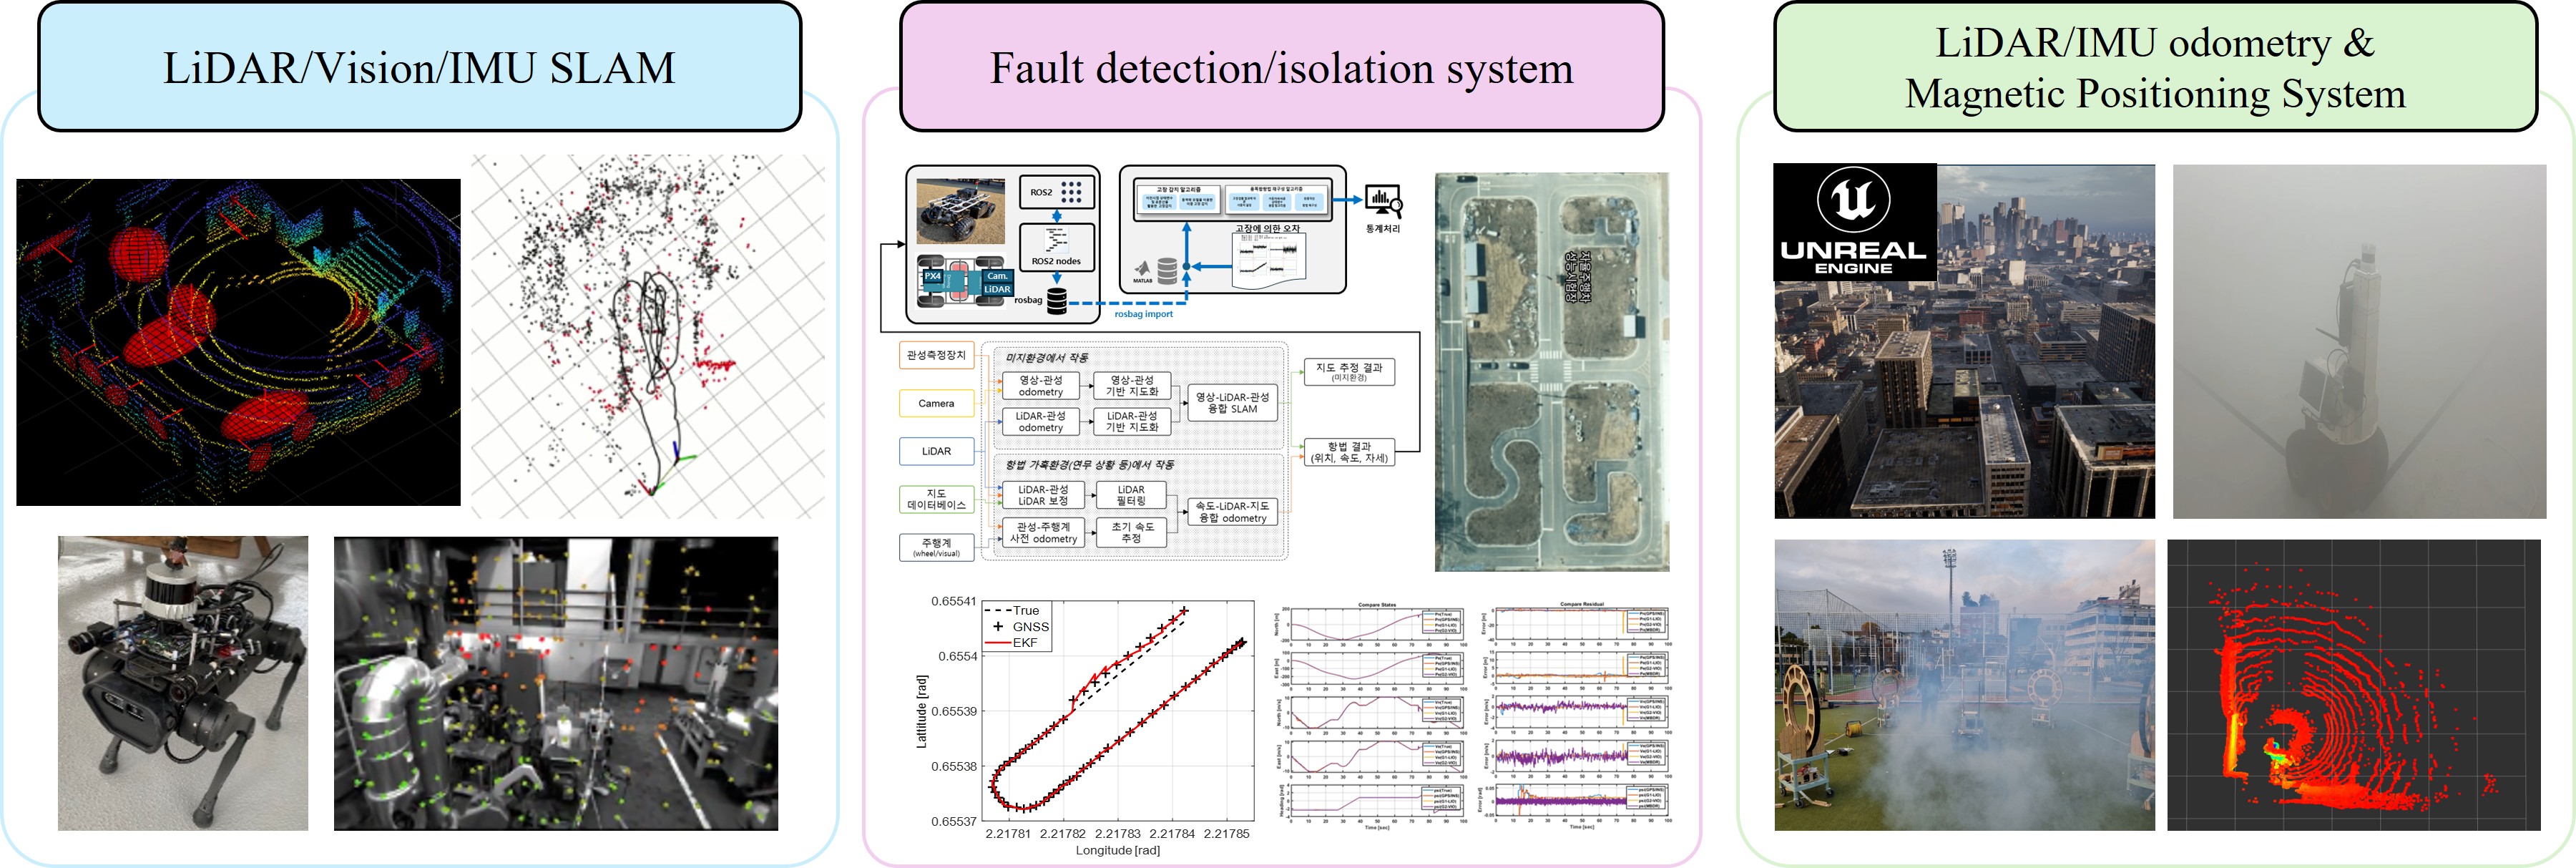 LiDAR/Vision/IMU SLAM
Fault detection/isolation system
LiDAR/IMU odometry &
Magnetic Positioning System
ROS2
ROS2 nodes
PX4
Cam.
LiDAR
rosbag
rosbag import
고장 감지 알고리즘
MATLAB
고장에 의한 오차
통계처리
관성측정장치
Camera
LiDAR
지도
데이터베이스
주행계
(wheel/visual)
미지환경에서 작동
영상-관성
odometry
영상-관성
기반 지도화
LiDAR-관성
odometry
LiDAR-관성
기반 지도화
영상-LiDAR-관성
융합 SLAM
항법 가혹환경(연무 상황 등)에서 작동
LiDAR-관성
LiDAR 보정
LiDAR
필터링
관성-주행계
사전 odometry
초기 속도
추정
속도-LiDAR-지도
융합 odometry
지도 추정 결과
(미지환경)
항법 결과
(위치, 속도, 자세)
자율주행차
성능시험장
0.65541
0.6554
0.65539
0.65538
0.65537
Lattitude [rad]
True
GNSS
EKF
2.21781
2.21782
2.21783
2.21784
2.21785
Longitude [rad]
Compare States
Compare Residual
Time [sec]
Time [sec]
UNREAL
ENGINE